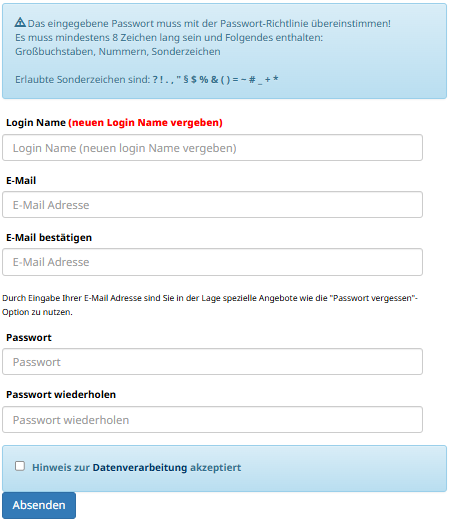 Das eingegebene Passwort muss mit der Passwort-Richtlinie übereinstimmen!
Es muss mindestens 8 Zeichen lang sein und Folgendes enthalten:
Großbuchstaben, Nummern, Sonderzeichen
Erlaubte Sonderzeichen sind: ? ! . , " § $ % & ( ) = ~ # _ + *
Login Name (neuen Login Name vergeben)
Login Name (neuen login Name vergeben)
E-Mail
E-Mail Adresse
E-Mail bestätigen
E-Mail Adresse
Durch Eingabe Ihrer E-Mail Adresse sind Sie in der Lage spezielle Angebote wie die "Passwort vergessen"-
Option zu nutzen.
Passwort
Passwort
Passwort wiederholen
Passwort wiederholen
Hinweis zur Datenverarbeitung akzeptiert
Absenden